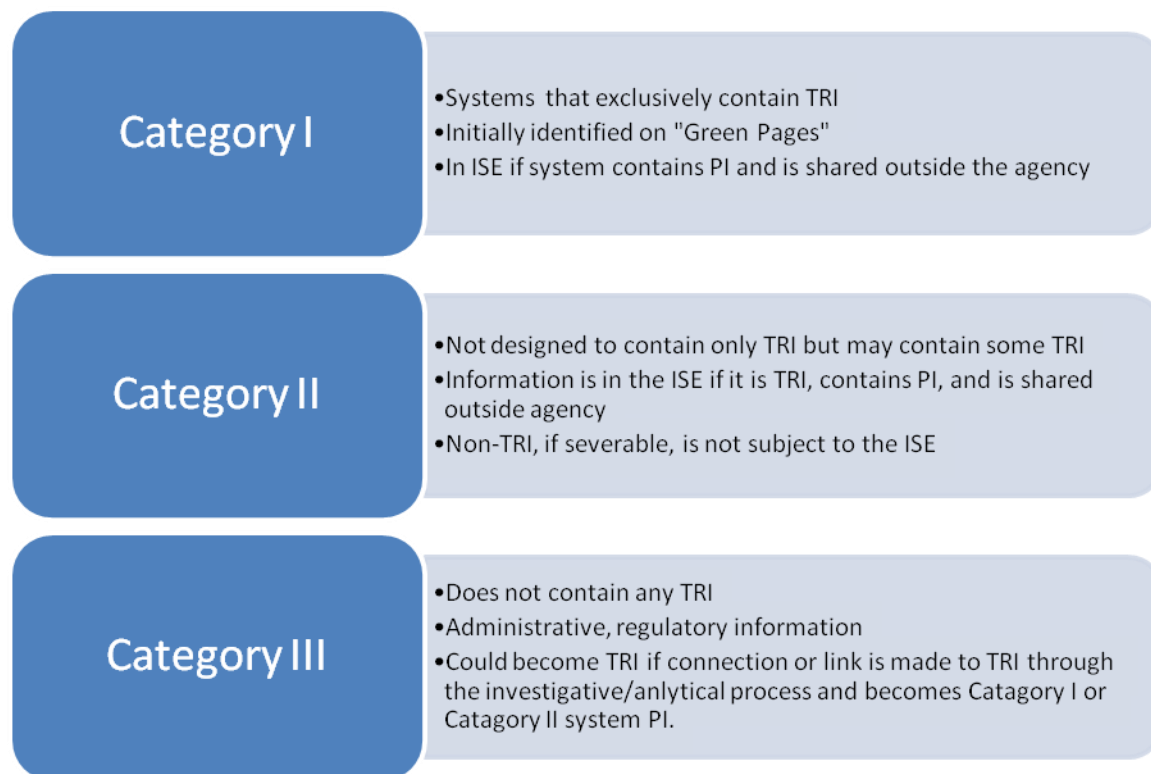 Category I
•Systems that exclusively contain TRI
•Initially identified on "Green Pages"
•In ISE if system contains PI and is shared outside the agency
Category II
•Not designed to contain only TRI but may contain some TRI
•Information is in the ISE if it is TRI, contains PI, and is shared
outside agency
•Non-TRI, if severable, is not subject to the ISE
Category III
•Does not contain any TRI
•Administrative, regulatory information
•Could become TRI if connection or link is made to TRI through
the investigative/anlytical process and becomes Catagory I or
Catagory II system PI.